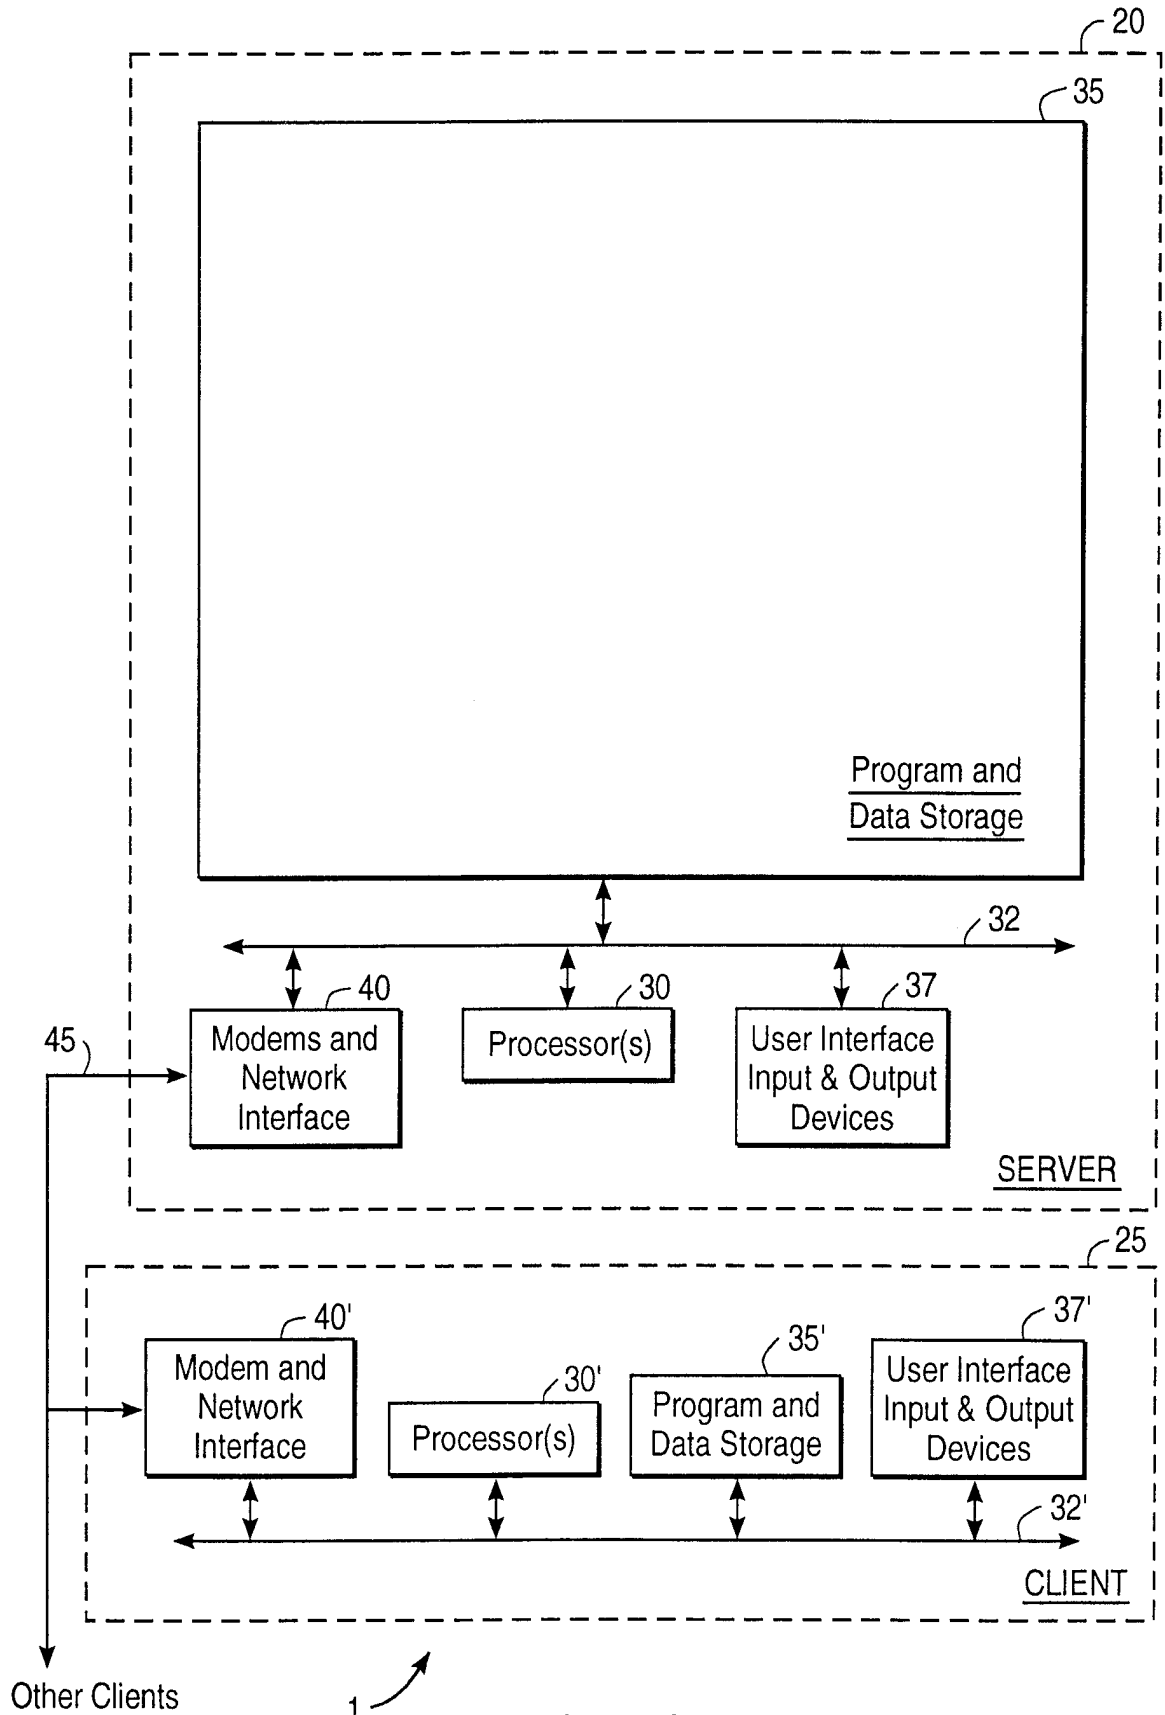 20
35
Program and
Data Storage
32
40
30
37
45
Modems and
Network
Interface
Processor(s)
User Interface
Input & Output
Devices
SERVER
25
40'
30'
35'
37'
Modem and
Network
Interface
Processor(s)
Program and
Data Storage
User Interface
Input & Output
Devices
32'
CLIENT
Other Clients
1